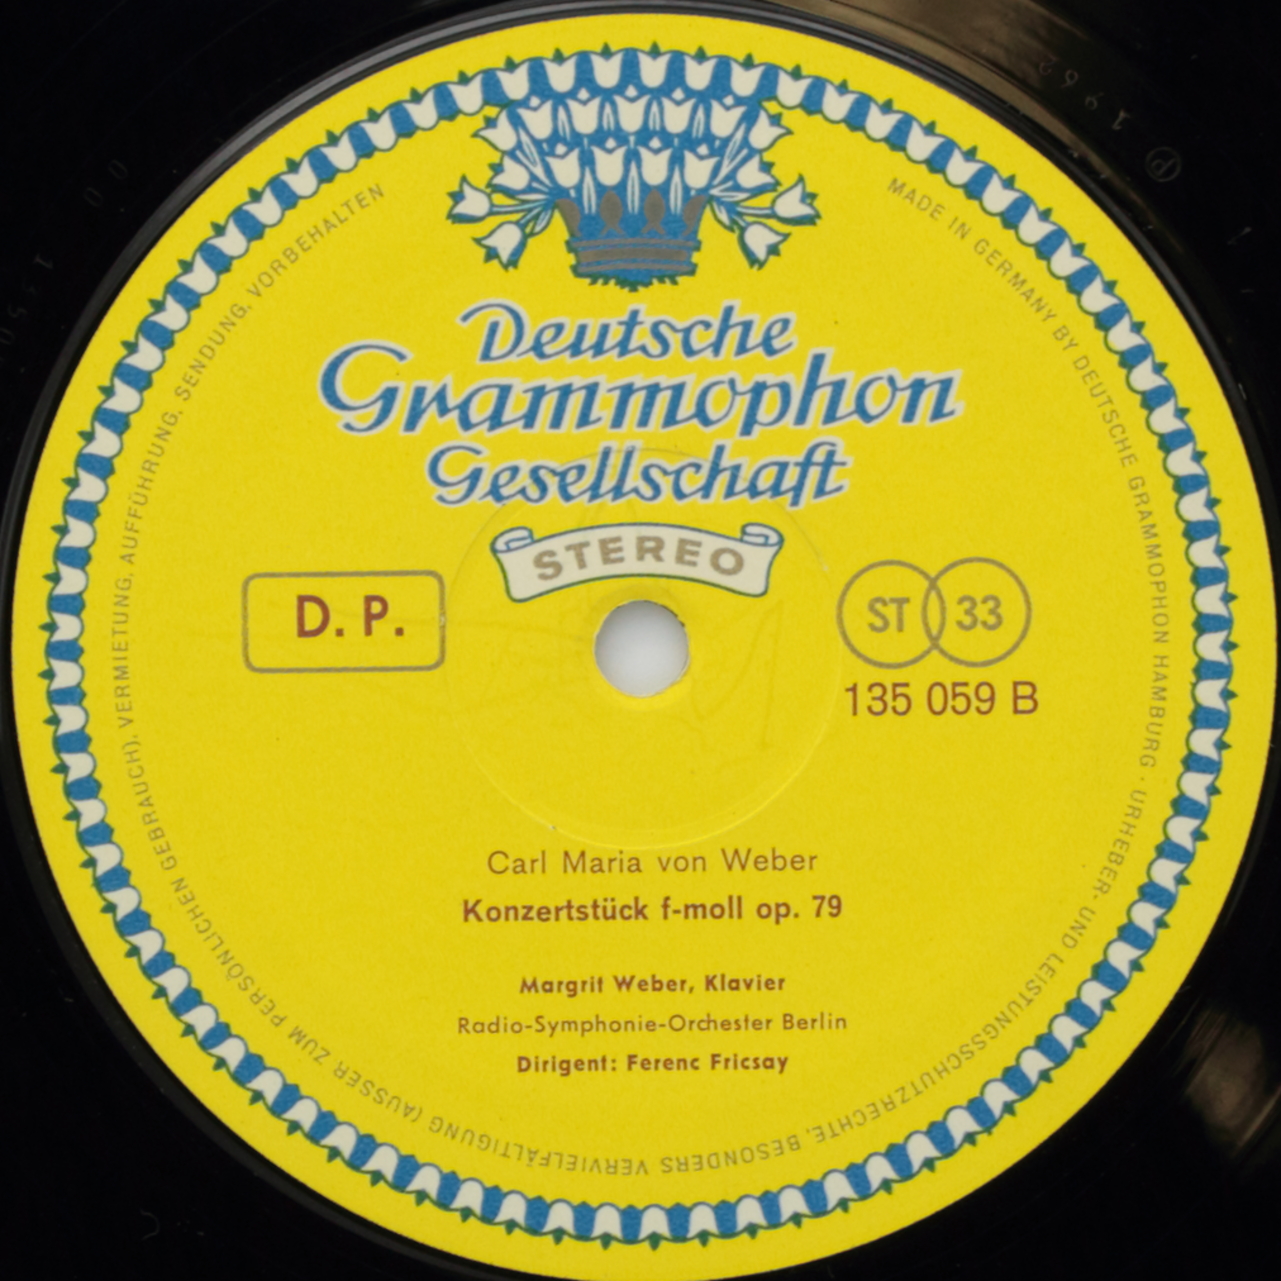 Deutsche
Grammophon
Gesellschaft
STEREO
D. P.
ST 33
135 059 B
Carl Maria von Weber
Konzertstück f-moll op. 79
Margrit Weber, Klavier
Radio-Symphonie-Orchester Berlin
Dirigent: Ferenc Fricsay
MADE IN GERMANY BY DEUTSCHE GRAMMOPHON HAMBURG · URHEBER- UND LEISTUNGSSCHUTZRECHTE, BESONDERS VERVIELFÄLTIGUNG (AUSSER ZUM PERSÖNLICHEN GEBRAUCH), VERMIETUNG, AUFFÜHRUNG, SENDUNG, VORBEHALTEN
Ⓟ 1962